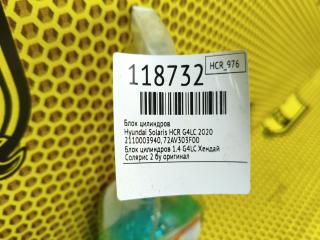 118732
HCR_976
Блок цилиндров
Hyundai Solaris HCR G4LC 2020
2110003940,72AV303F00
Блок цилиндров 1.4 G4LC Хендай
Солярис 2 бу оригинал